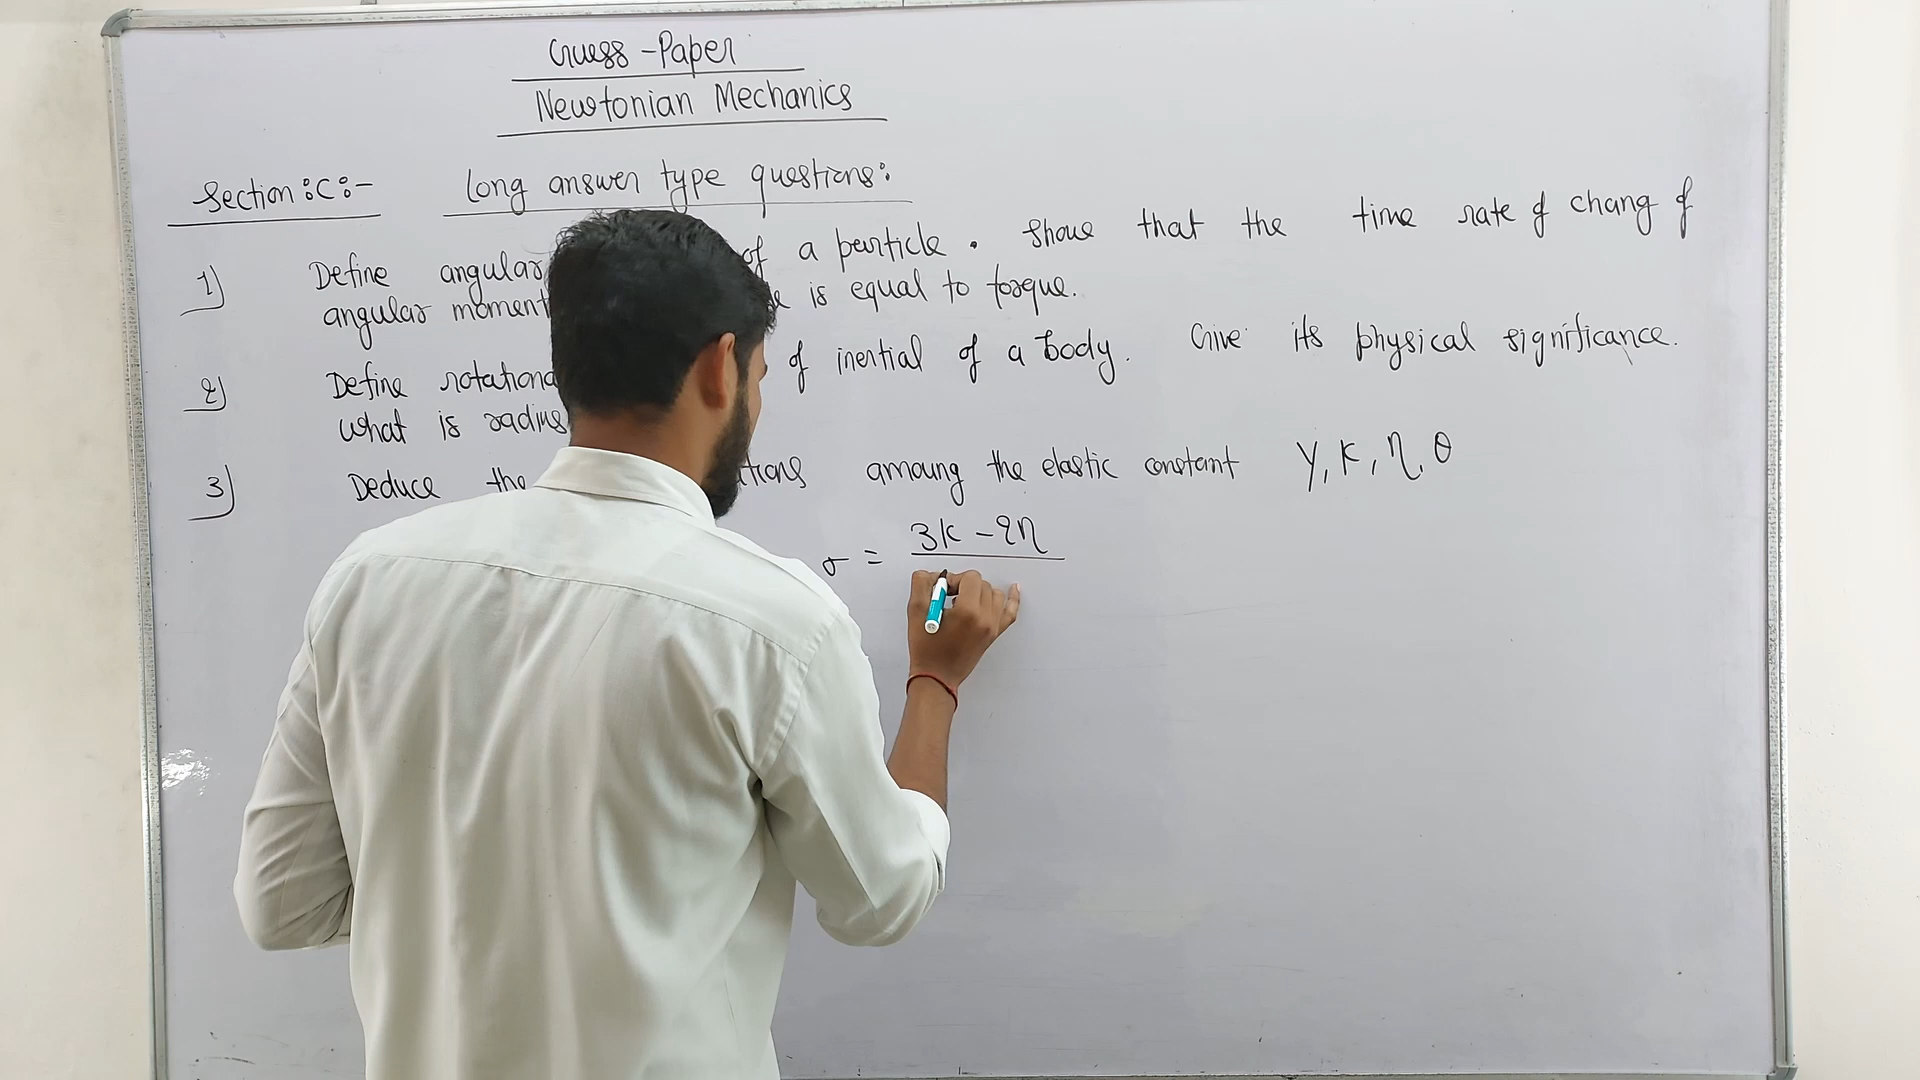 Guess-Paper
Newtonian Mechanics
Section :C:- Long answer type questions:
1) Define angular of a particle. Show that the time rate of chang of
angular moment is equal to torque.
2) Define rotationa of inertial of a body. Give its physical significance.
what is radius
3) Deduce the tions amoung the elastic constant Y, K, η, θ
σ = 3K - 2η